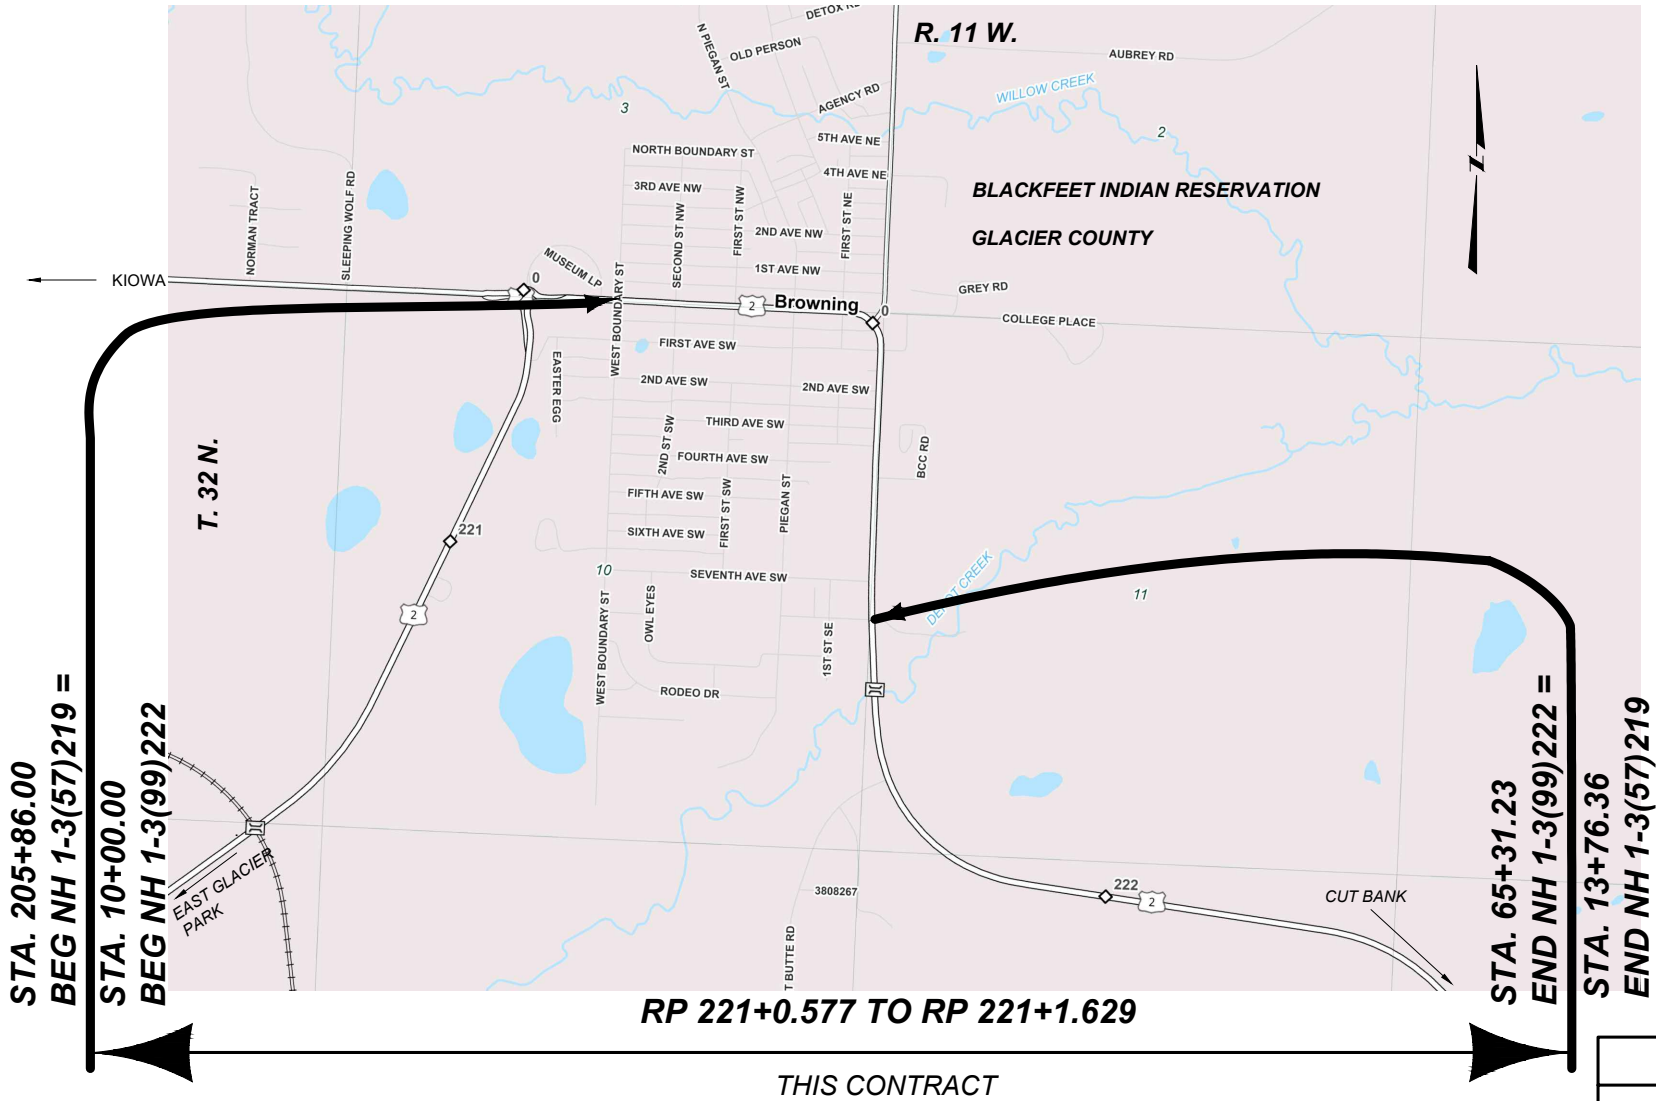 DETOX RD
R. 11 W.
N PIEGAN ST
OLD PERSON
AUBREY RD
AGENCY RD
WILLOW CREEK
3
2
5TH AVE NE
NORTH BOUNDARY ST
4TH AVE NE
3RD AVE NW
BLACKFEET INDIAN RESERVATION
GLACIER COUNTY
NORMAN TRACT
SLEEPING WOLF RD
SECOND ST NW
FIRST ST NW
FIRST ST NE
2ND AVE NW
1ST AVE NW
N
KIOWA
MUSEUM LP
0
WEST BOUNDARY ST
2
Browning
0
GREY RD
COLLEGE PLACE
FIRST AVE SW
EASTER EGG
2ND AVE SW
2ND AVE SW
THIRD AVE SW
2ND ST SW
FOURTH AVE SW
BCC RD
T. 32 N.
FIFTH AVE SW
FIRST ST SW
PIEGAN ST
SIXTH AVE SW
221
10
SEVENTH AVE SW
DEPOT CREEK
11
2
WEST BOUNDARY ST
OWL EYES
1ST ST SE
RODEO DR
STA. 205+86.00
BEG NH 1-3(57)219 =
STA. 10+00.00
BEG NH 1-3(99)222
EAST GLACIER
PARK
3808267
T BUTTE RD
222
2
CUT BANK
STA. 65+31.23
END NH 1-3(99)222 =
STA. 13+76.36
END NH 1-3(57)219
RP 221+0.577 TO RP 221+1.629
THIS CONTRACT